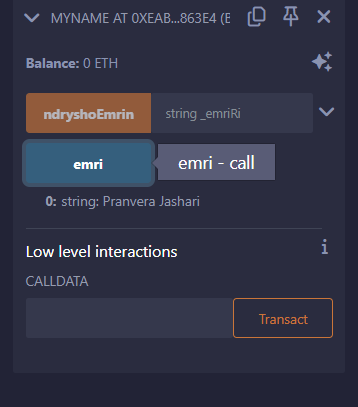 MYNAME AT 0XEAB...863E4 (E
Balance: 0 ETH
ndryshoEmrin string _emriRi
emri emri - call
0: string: Pranvera Jashari
Low level interactions
i
CALLDATA
Transact